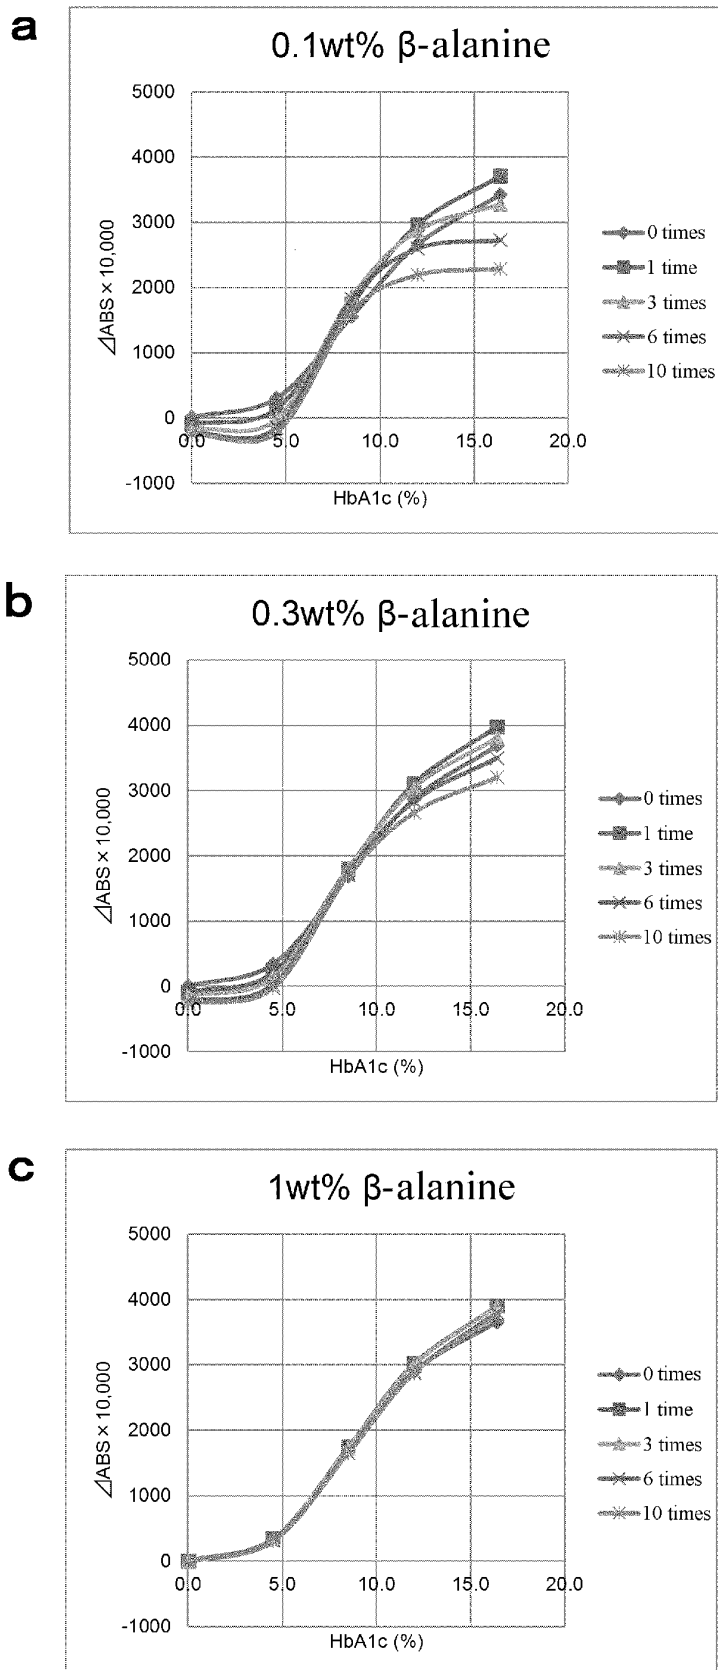 a
0.1wt% β-alanine
5000
4000
3000
2000
1000
0
-1000
0.0
5.0
10.0
15.0
20.0
⊿ABS × 10,000
HbA1c (%)
0 times
1 time
3 times
6 times
10 times
b
0.3wt% β-alanine
5000
4000
3000
2000
1000
0
-1000
0.0
5.0
10.0
15.0
20.0
⊿ABS × 10,000
HbA1c (%)
0 times
1 time
3 times
6 times
10 times
c
1wt% β-alanine
5000
4000
3000
2000
1000
0
-1000
0.0
5.0
10.0
15.0
20.0
⊿ABS × 10,000
HbA1c (%)
0 times
1 time
3 times
6 times
10 times